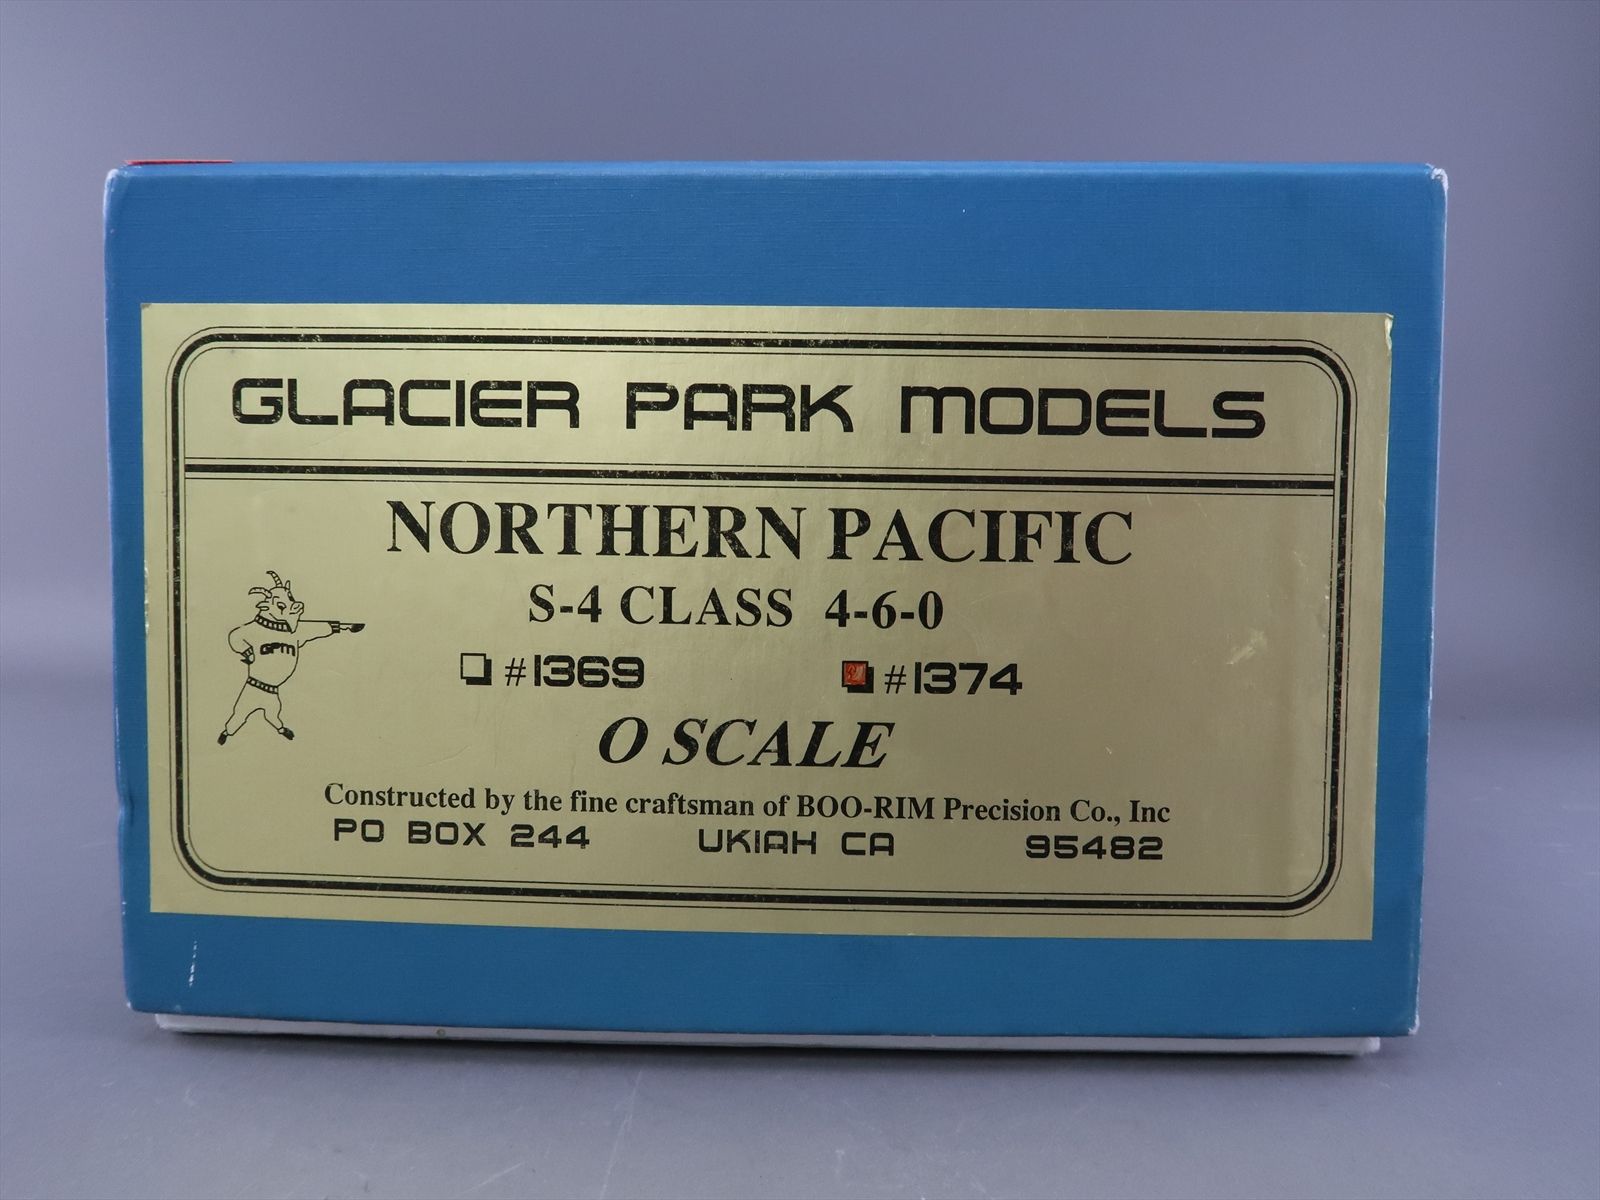 GLACIER PARK MODELS
NORTHERN PACIFIC
S-4 CLASS 4-6-0
#1369 #1374
GPM
O SCALE
Constructed by the fine craftsman of BOO-RIM Precision Co., Inc
PO BOX 244 UKIAH CA 95482